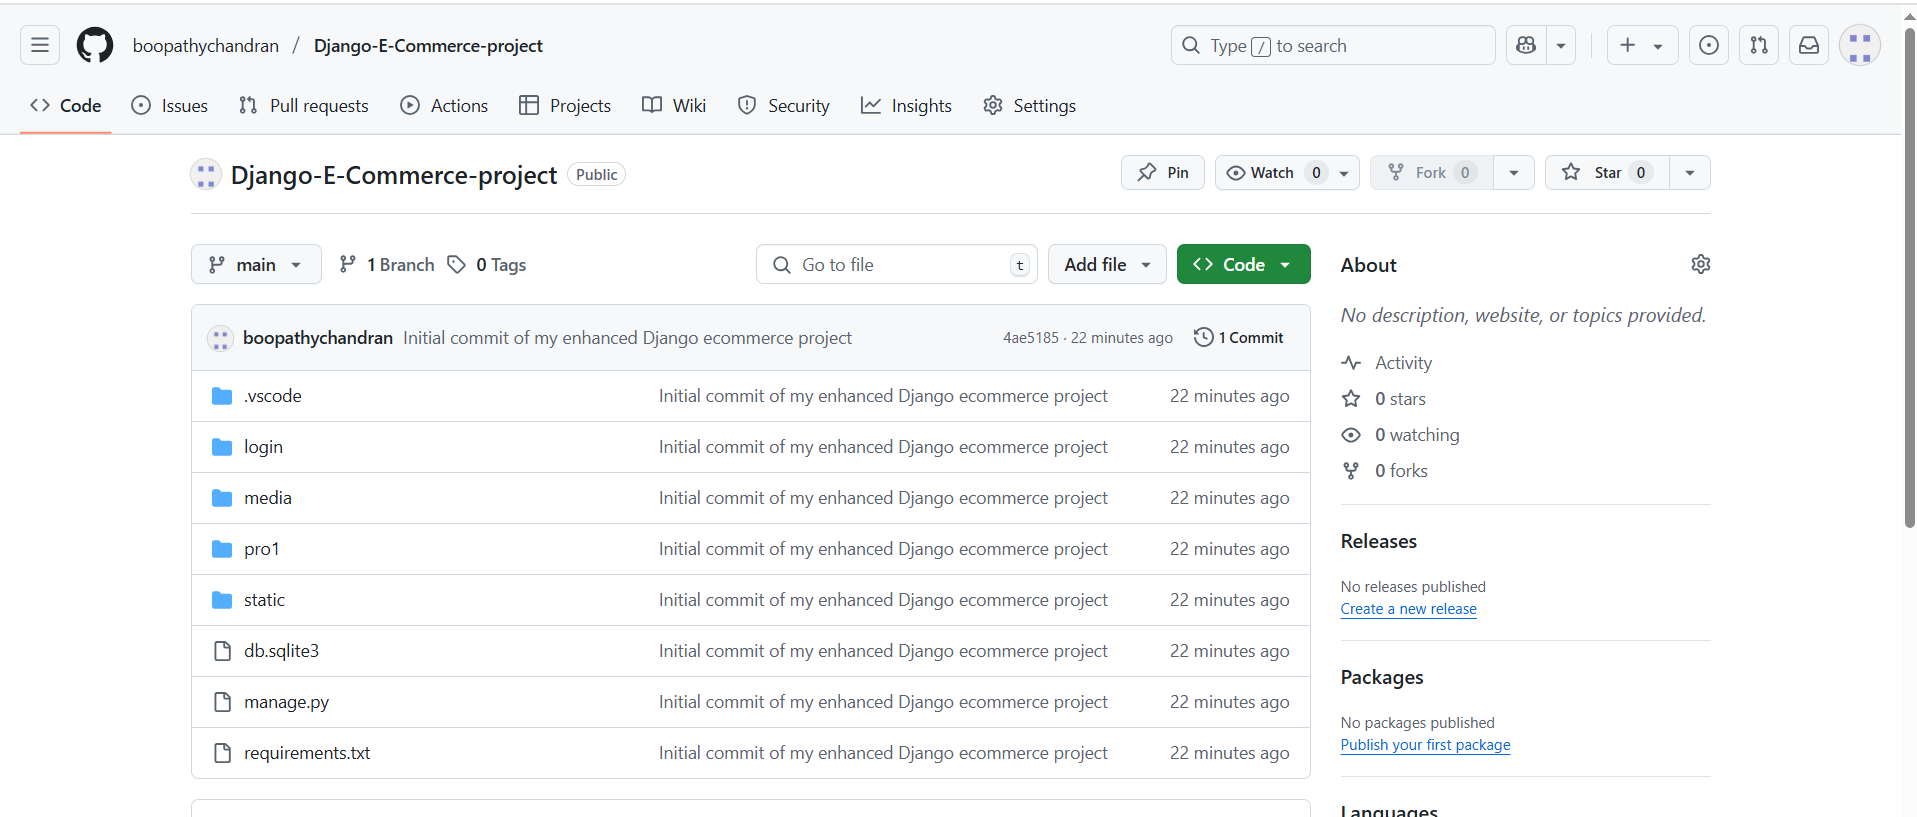 boopathychandran / Django-E-Commerce-project
Type / to search
Code Issues Pull requests Actions Projects Wiki Security Insights Settings
Django-E-Commerce-project Public
Pin Watch 0 Fork 0 Star 0
main 1 Branch 0 Tags Go to file t Add file Code
boopathychandran Initial commit of my enhanced Django ecommerce project 4ae5185 · 22 minutes ago 1 Commit
.vscode Initial commit of my enhanced Django ecommerce project 22 minutes ago
login Initial commit of my enhanced Django ecommerce project 22 minutes ago
media Initial commit of my enhanced Django ecommerce project 22 minutes ago
pro1 Initial commit of my enhanced Django ecommerce project 22 minutes ago
static Initial commit of my enhanced Django ecommerce project 22 minutes ago
db.sqlite3 Initial commit of my enhanced Django ecommerce project 22 minutes ago
manage.py Initial commit of my enhanced Django ecommerce project 22 minutes ago
requirements.txt Initial commit of my enhanced Django ecommerce project 22 minutes ago
About
No description, website, or topics provided.
Activity
0 stars
0 watching
0 forks
Releases
No releases published
Create a new release
Packages
No packages published
Publish your first package
Languages